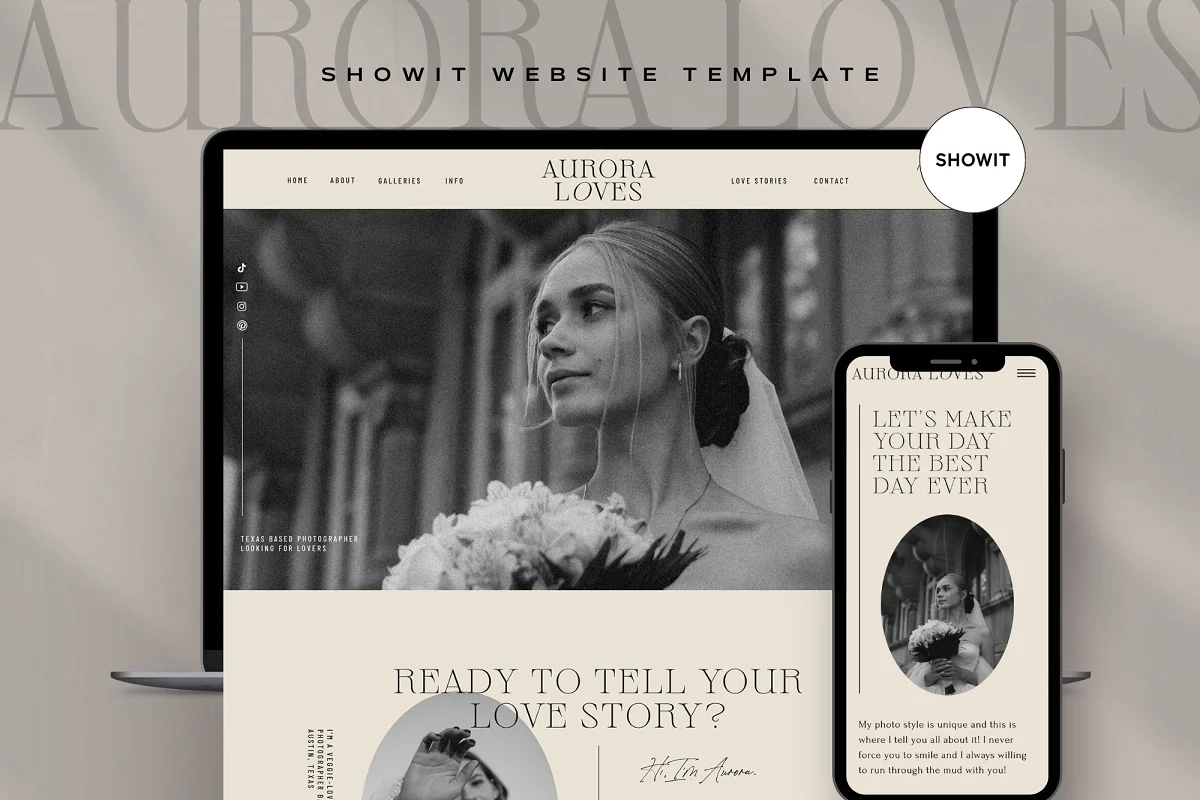 AURORA LOVES
SHOWIT WEBSITE TEMPLATE
SHOWIT
HOME ABOUT GALLERIES INFO
AURORA
LOVES
LOVE STORIES CONTACT
TEXAS BASED PHOTOGRAPHER
LOOKING FOR LOVERS
READY TO TELL YOUR
LOVE STORY?
I'M A VEGGIE-LOV
PHOTOGRAPHER B
AUSTIN, TEXAS
Hi, I'm Aurora.
AURORA LOVES
LET'S MAKE
YOUR DAY
THE BEST
DAY EVER
My photo style is unique and this is
where I tell you all about it! I never
force you to smile and I always willing
to run through the mud with you!